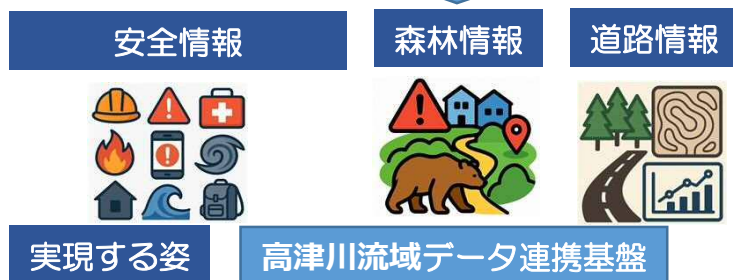 安全情報
森林情報
道路情報
実現する姿
高津川流域データ連携基盤